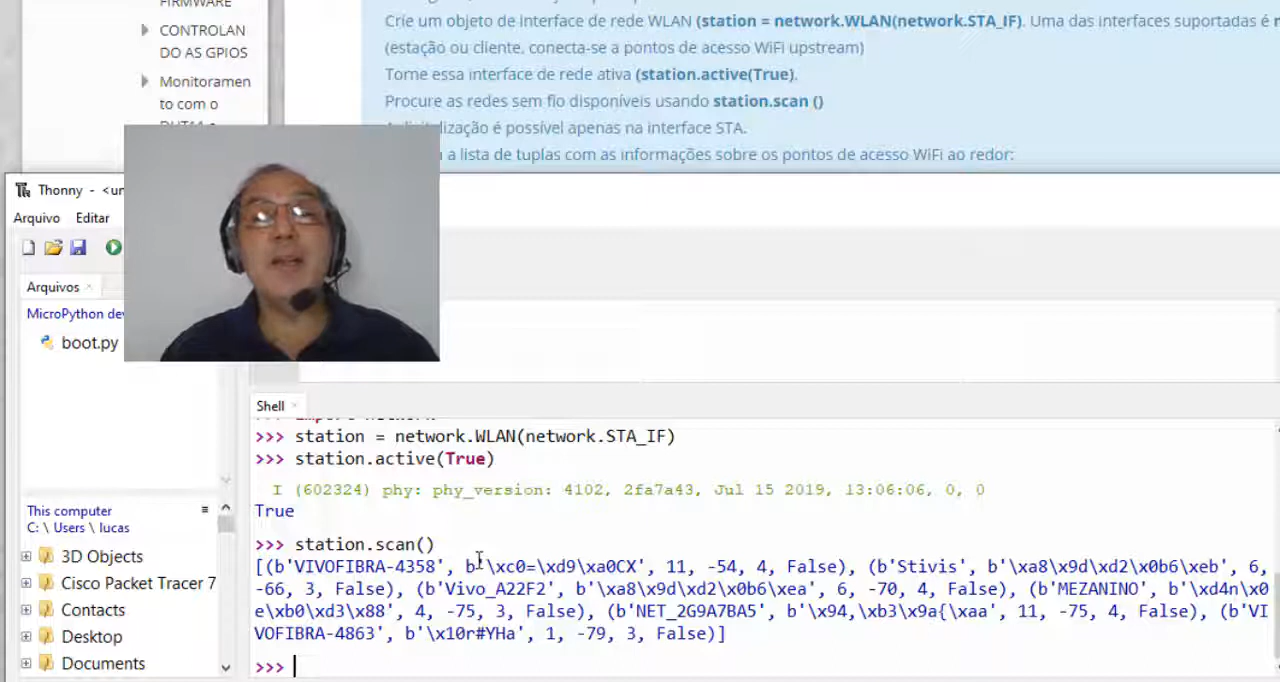 FIRMWARE
CONTROLAN
DO AS GPIOS
Monitoramen
to com o
Crie um objeto de interface de rede WLAN (station = network.WLAN(network.STA_IF). Uma das interfaces suportadas é
(estação ou cliente, conecta-se a pontos de acesso WiFi upstream)
Torne essa interface de rede ativa (station.active(True).
Procure as redes sem fio disponíveis usando station.scan ()
é possível apenas na interface STA.
a lista de tuplas com as informações sobre os pontos de acesso WiFi ao redor:
Thonny - <un
Arquivo Editar
Arquivos
MicroPython dev
boot.py
Shell
>>> station = network.WLAN(network.STA_IF)
>>> station.active(True)
I (602324) phy: phy_version: 4102, 2fa7a43, Jul 15 2019, 13:06:06, 0, 0
True
>>> station.scan()
[(b'VIVOFIBRA-4358', b'\xc0=\xd9\xa0CX', 11, -54, 4, False), (b'Stivis', b'\xa8\x9d\xd2\x0b6\xeb', 6,
-66, 3, False), (b'Vivo_A22F2', b'\xa8\x9d\xd2\x0b6\xea', 6, -70, 4, False), (b'MEZANINO', b'\xd4n\x0
e\xb0\xd3\x88', 4, -75, 3, False), (b'NET_2G9A7BA5', b'\x94,\xb3\x9a{\xaa', 11, -75, 4, False), (b'VI
VOFIBRA-4863', b'\x10r#YHa', 1, -79, 3, False)]
>>>
This computer
C: \ Users \ lucas
3D Objects
Cisco Packet Tracer 7
Contacts
Desktop
Documents